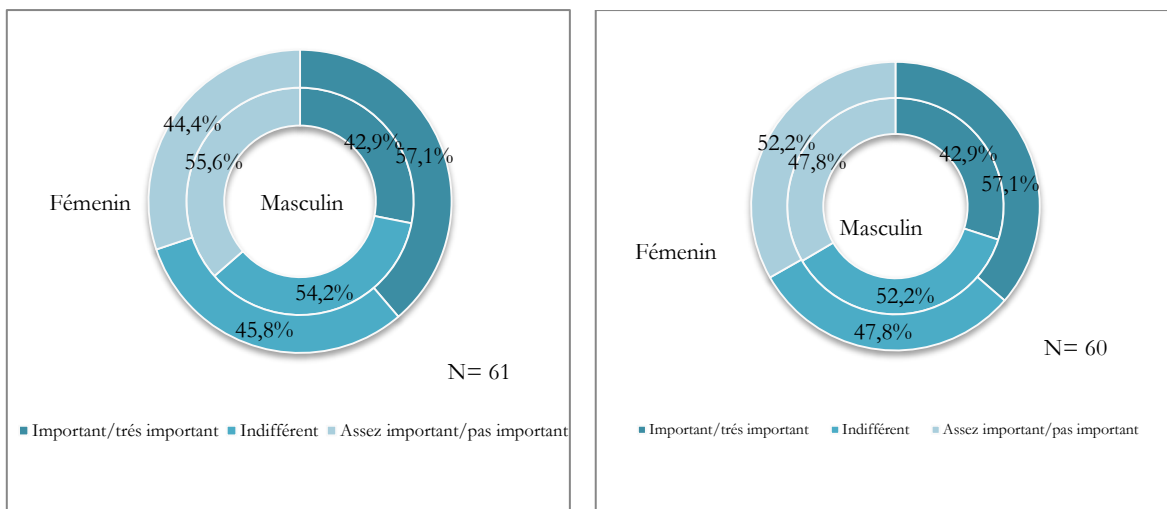 44,4%
42,9%
57,1%
55,6%
Fémenin
Masculin
54,2%
45,8%
N= 61
Important/trés important Indifférent Assez important/pas important
52,2%
42,9%
47,8%
57,1%
Masculin
Fémenin
52,2%
47,8%
N= 60
Important/trés important Indifférent Assez important/pas important